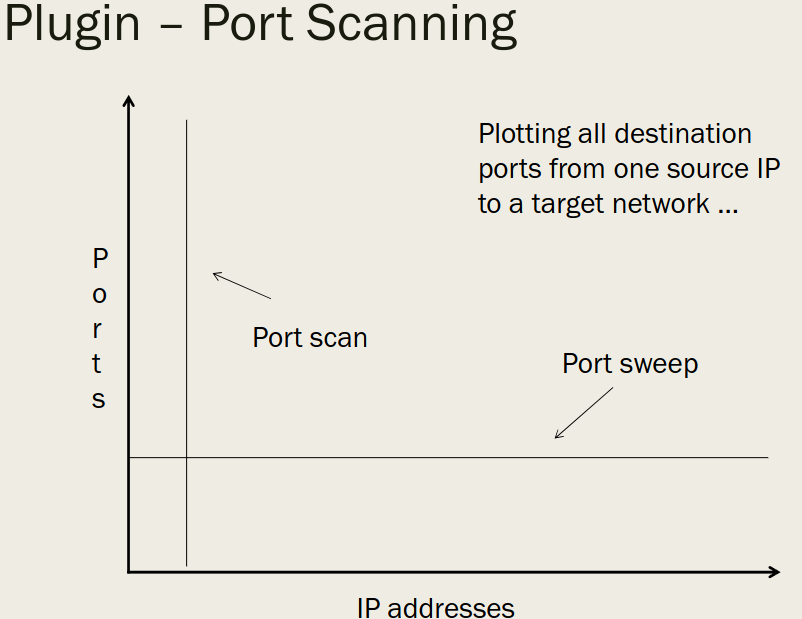 Plugin – Port Scanning
Plotting all destination
ports from one source IP
to a target network ...
Ports
Port scan
Port sweep
IP addresses